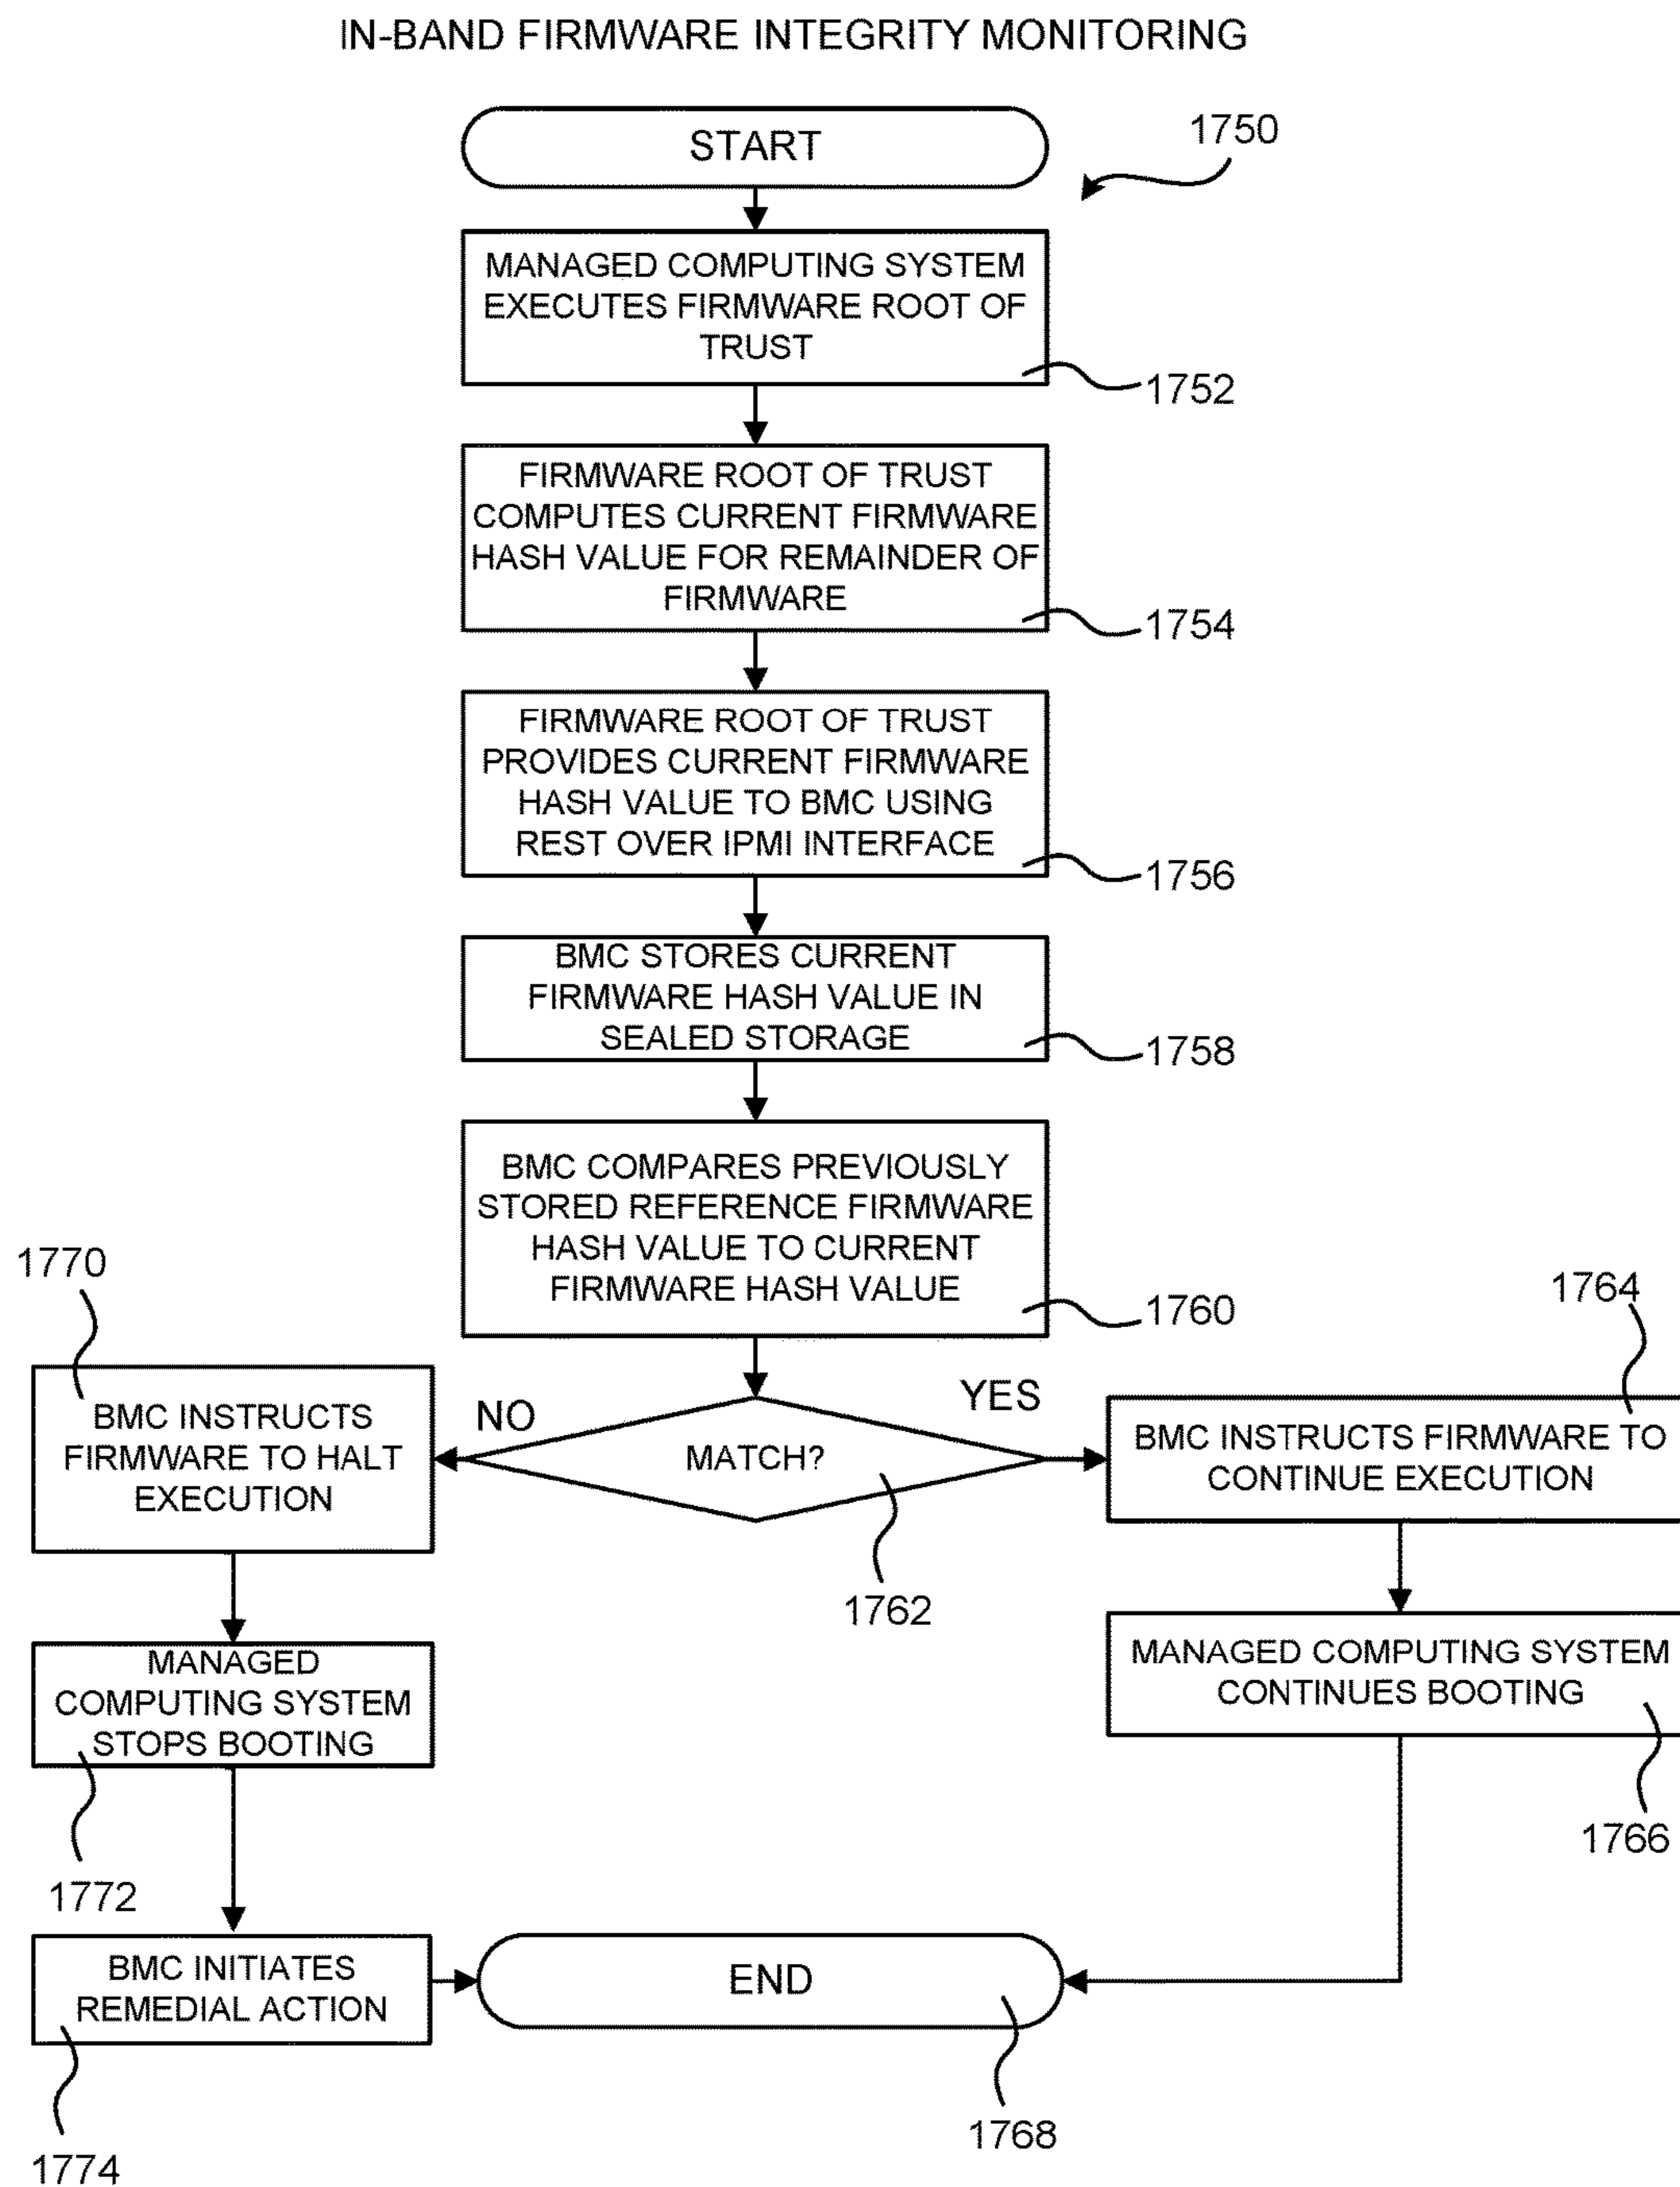 IN-BAND FIRMWARE INTEGRITY MONITORING
START
1750
MANAGED COMPUTING SYSTEM
EXECUTES FIRMWARE ROOT OF
TRUST
1752
FIRMWARE ROOT OF TRUST
COMPUTES CURRENT FIRMWARE
HASH VALUE FOR REMAINDER OF
FIRMWARE
1754
FIRMWARE ROOT OF TRUST
PROVIDES CURRENT FIRMWARE
HASH VALUE TO BMC USING
REST OVER IPMI INTERFACE
1756
BMC STORES CURRENT
FIRMWARE HASH VALUE IN
SEALED STORAGE
1758
BMC COMPARES PREVIOUSLY
STORED REFERENCE FIRMWARE
HASH VALUE TO CURRENT
FIRMWARE HASH VALUE
1760
MATCH?
1762
NO
YES
1770
BMC INSTRUCTS
FIRMWARE TO HALT
EXECUTION
1764
BMC INSTRUCTS FIRMWARE TO
CONTINUE EXECUTION
MANAGED
COMPUTING SYSTEM
STOPS BOOTING
1772
MANAGED COMPUTING SYSTEM
CONTINUES BOOTING
1766
BMC INITIATES
REMEDIAL ACTION
1774
END
1768